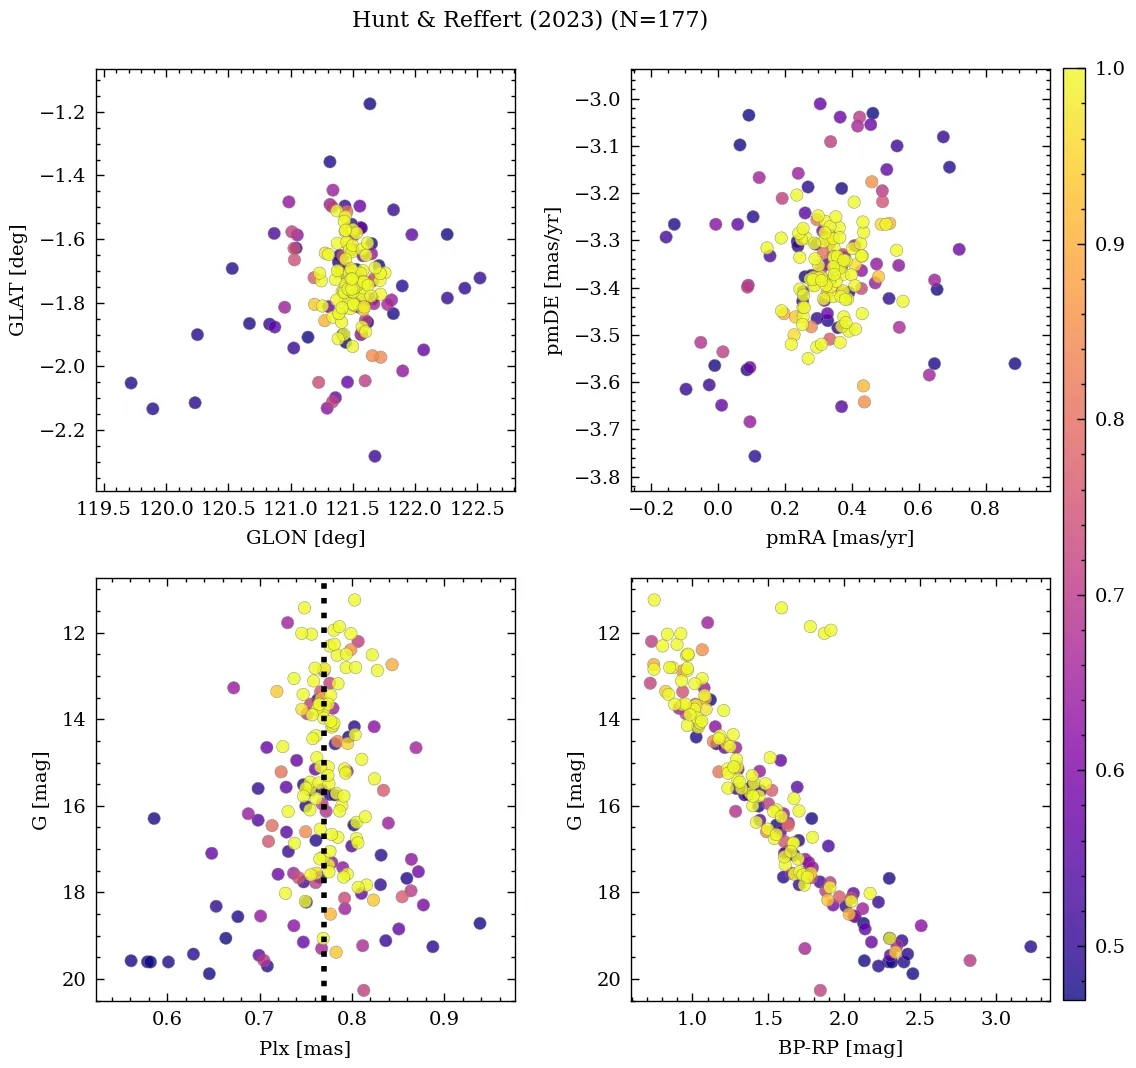 Hunt & Reffert (2023) (N=177)
−1.2
−1.4
−1.6
−1.8
−2.0
−2.2
GLAT [deg]
119.5 120.0 120.5 121.0 121.5 122.0 122.5
GLON [deg]
−3.0
−3.1
−3.2
−3.3
−3.4
−3.5
−3.6
−3.7
−3.8
pmDE [mas/yr]
−0.2 0.0 0.2 0.4 0.6 0.8
pmRA [mas/yr]
12
14
16
18
20
G [mag]
0.6 0.7 0.8 0.9
Plx [mas]
12
14
16
18
20
G [mag]
1.0 1.5 2.0 2.5 3.0
BP-RP [mag]
1.0
0.9
0.8
0.7
0.6
0.5